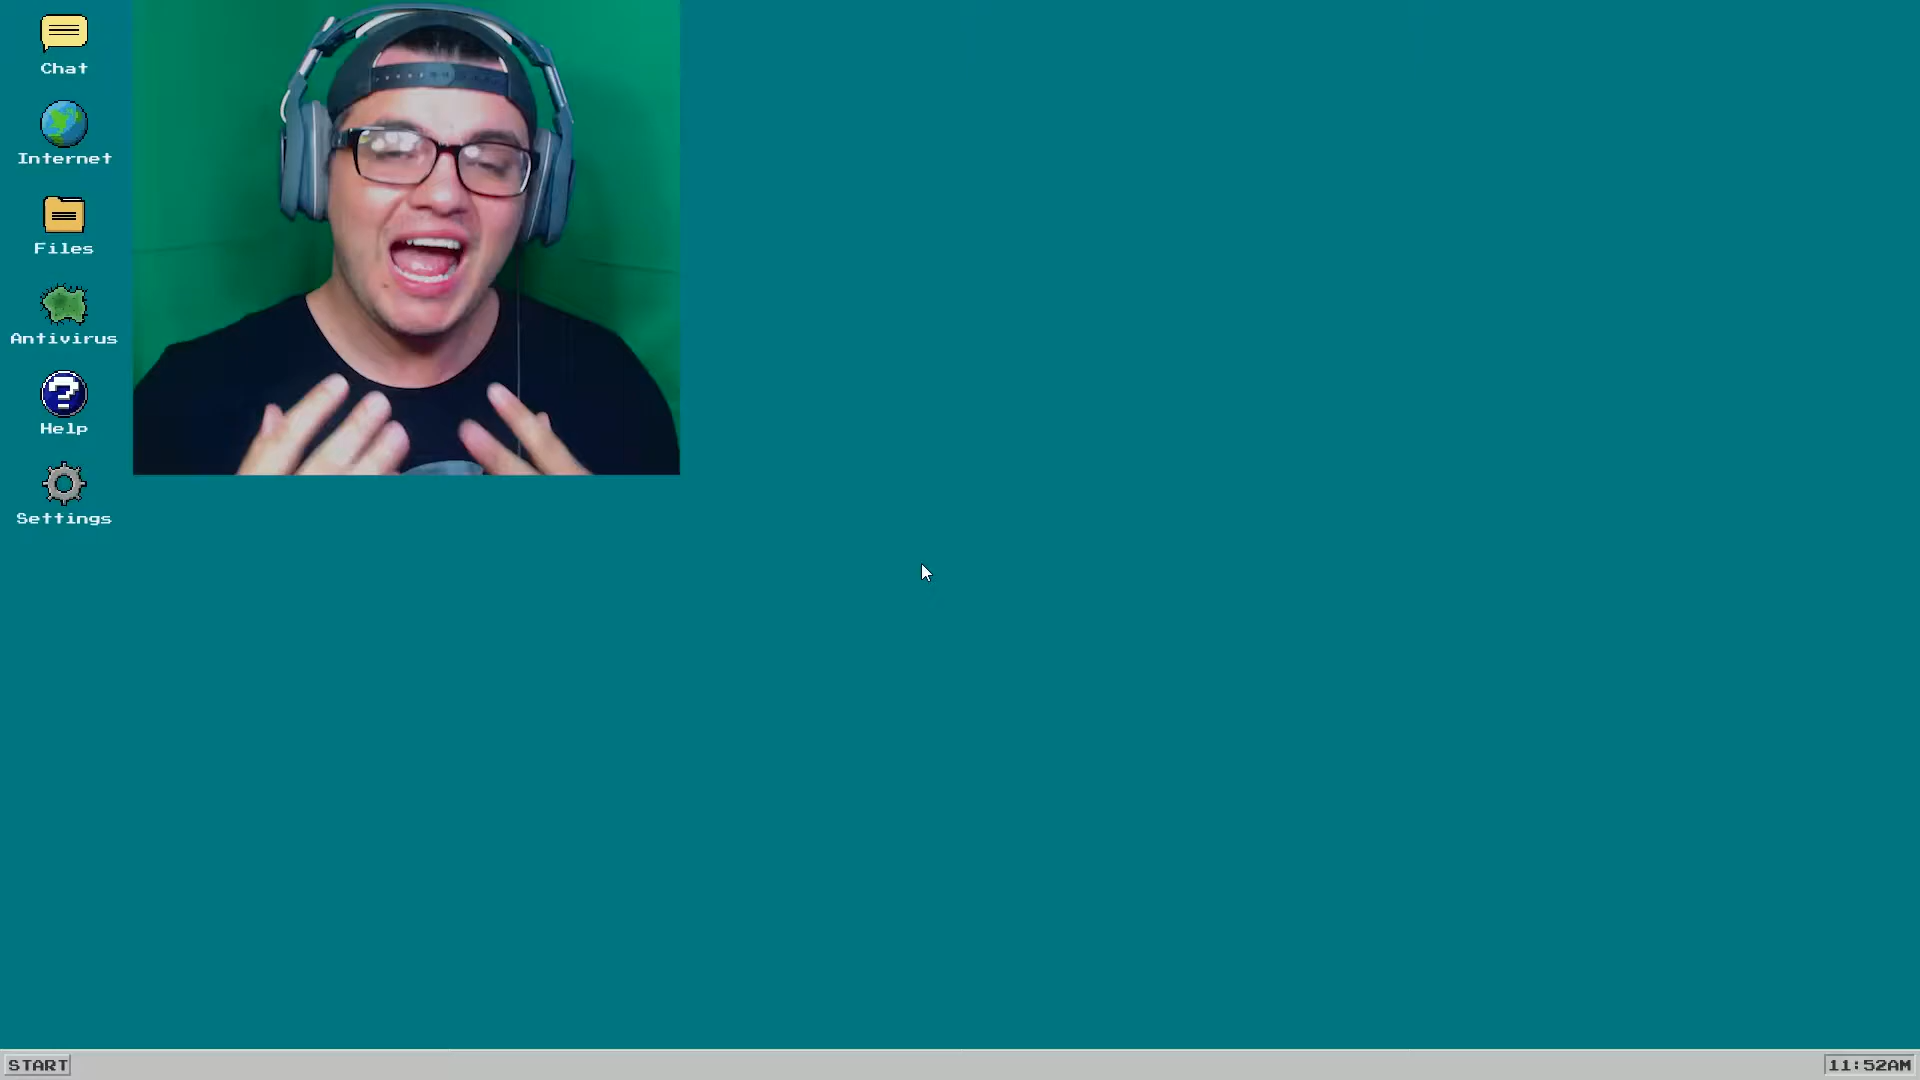 Chat
Internet
Files
Antivirus
Help
Settings
START
11:52AM